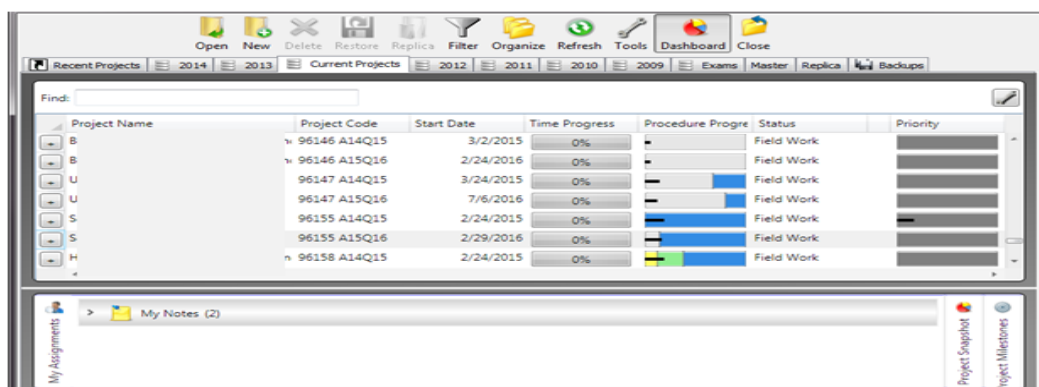 Open New Delete Restore Replica Filter Organize Refresh Tools Dashboard Close
Recent Projects 2014 2013 Current Projects 2012 2011 2010 2009 Exams Master Replica Backups
Find:
Project Name Project Code Start Date Time Progress Procedure Progre Status Priority
B 96146 A14Q15 3/2/2015 0% Field Work
B 96146 A15Q16 2/24/2016 0% Field Work
U 96147 A14Q15 3/24/2015 0% Field Work
U 96147 A15Q16 7/6/2016 0% Field Work
S 96155 A14Q15 2/24/2015 0% Field Work
S 96155 A15Q16 2/29/2016 0% Field Work
H 96158 A14Q15 2/24/2015 0% Field Work
My Assignments
My Notes (2)
Project Snapshot
Project Milestones